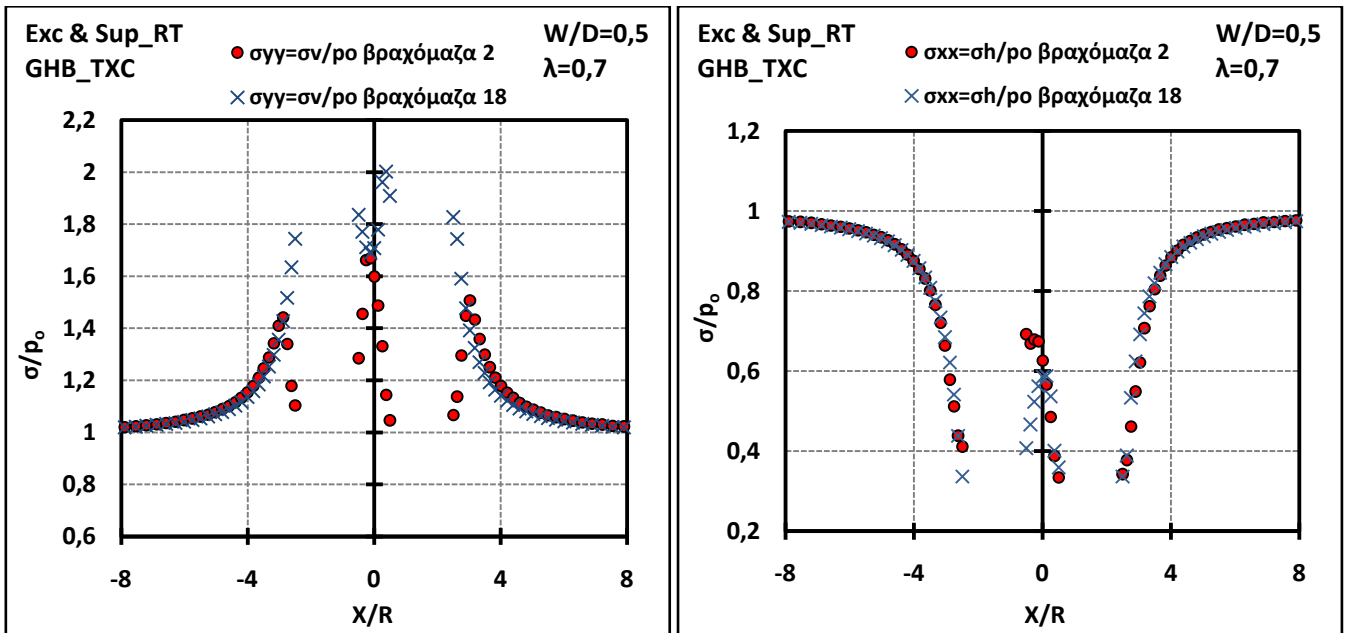 Exc & Sup_RT
GHB_TXC
W/D=0,5
λ=0,7
σyy=σv/po βραχόμαζα 2
σyy=σv/po βραχόμαζα 18
2,2
2
1,8
1,6
1,4
1,2
1
0,8
0,6
σ/po
-8
-4
0
4
8
X/R
Exc & Sup_RT
GHB_TXC
W/D=0,5
λ=0,7
σxx=σh/po βραχόμαζα 2
σxx=σh/po βραχόμαζα 18
1,2
1
0,8
0,6
0,4
0,2
σ/po
-8
-4
0
4
8
X/R